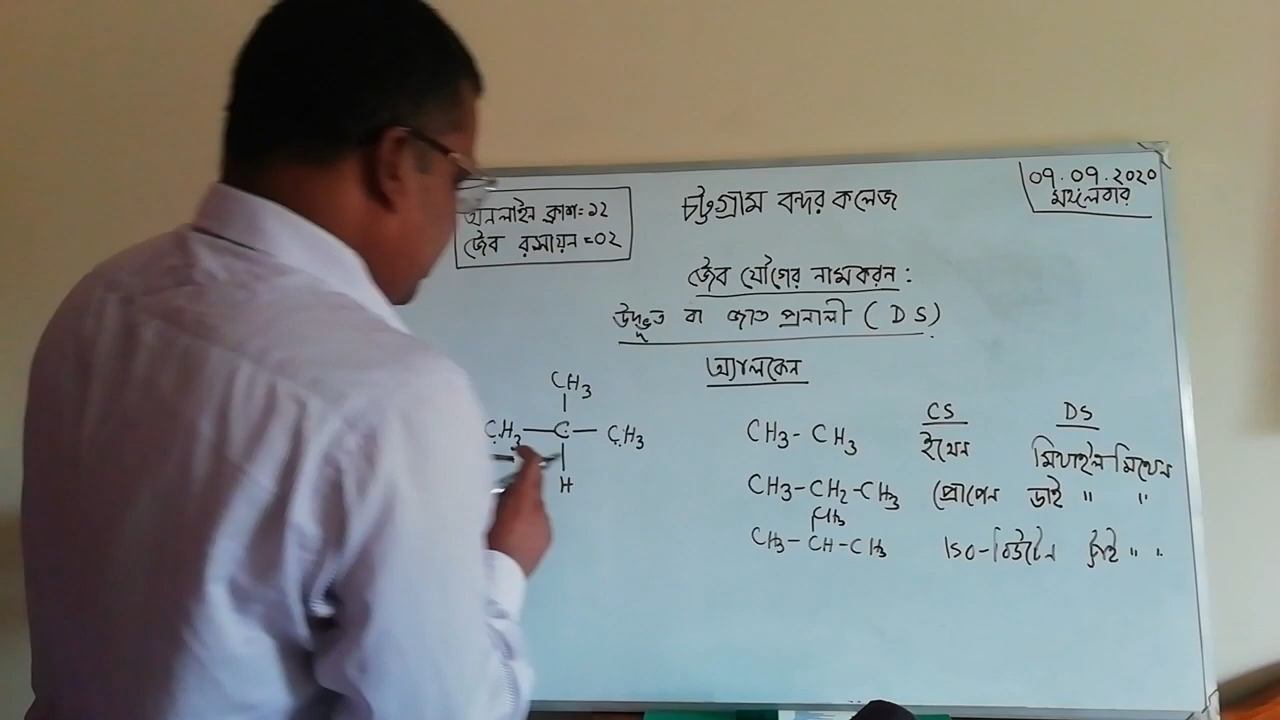 অনলাইন ক্লাশ=১২
জৈব রসায়ন=০২
চট্টগ্রাম বন্দর কলেজ
০৭.০৭.২০২০
মঙ্গলবার
জৈব যৌগের নামকরন:
উদ্ভূত বা জাত প্রনালী (DS)
অ্যালকেন
CH3
CH3—C—CH3
H
CS DS
CH3-CH3 ইথেন মিথাইল মিথেন
CH3-CH2-CH3 প্রোপেন ডাই " "
CH3
CH3-CH-CH3 ISO-বিউটেন ট্রাই " "